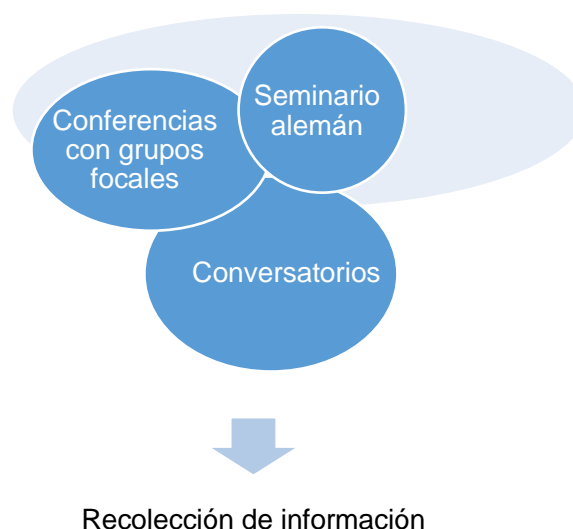 Seminario
alemán
Conferencias
con grupos
focales
Conversatorios
Recolección de información